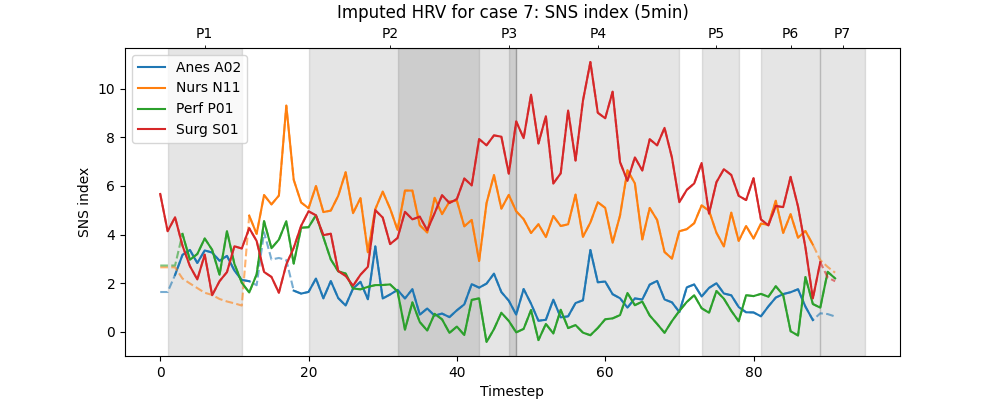 Imputed HRV for case 7: SNS index (5min)
P1 P2 P3 P4 P5 P6 P7
Anes A02
Nurs N11
Perf P01
Surg S01
SNS index
10
8
6
4
2
0
0 20 40 60 80
Timestep